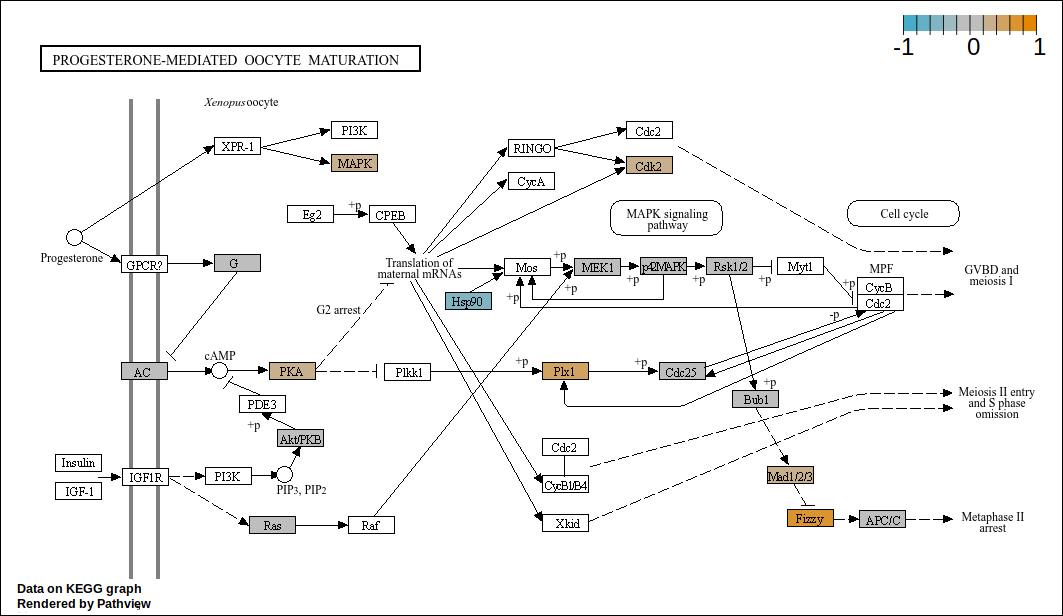 -1 0 1
PROGESTERONE-MEDIATED OOCYTE MATURATION
Xenopus oocyte
XPR-1
PI3K
MAPK
RINGO
Cdc2
Cdk2
CycA
Eg2
+p
CPEB
MAPK signaling
pathway
Cell cycle
Progesterone
GPCR?
G
Translation of
maternal mRNAs
Mos
+p
MEK1
p42MAPK
Rsk1/2
Myt1
MPF
CycB
Cdc2
GVBD and
meiosis I
+p
+p
+p
+p
+p
+p
-p
Hsp90
G2 arrest
cAMP
AC
PKA
Plkk1
+p
Plx1
+p
Cdc25
+p
Bub1
PDE3
+p
Akt/PKB
Meiosis II entry
and S phase
omission
Insulin
IGF-1
IGF1R
PI3K
PIP3, PIP2
Cdc2
CycB1/B4
Mad1/2/3
Ras
Raf
Xkid
Fizzy
APC/C
Metaphase II
arrest
Data on KEGG graph
Rendered by Pathview